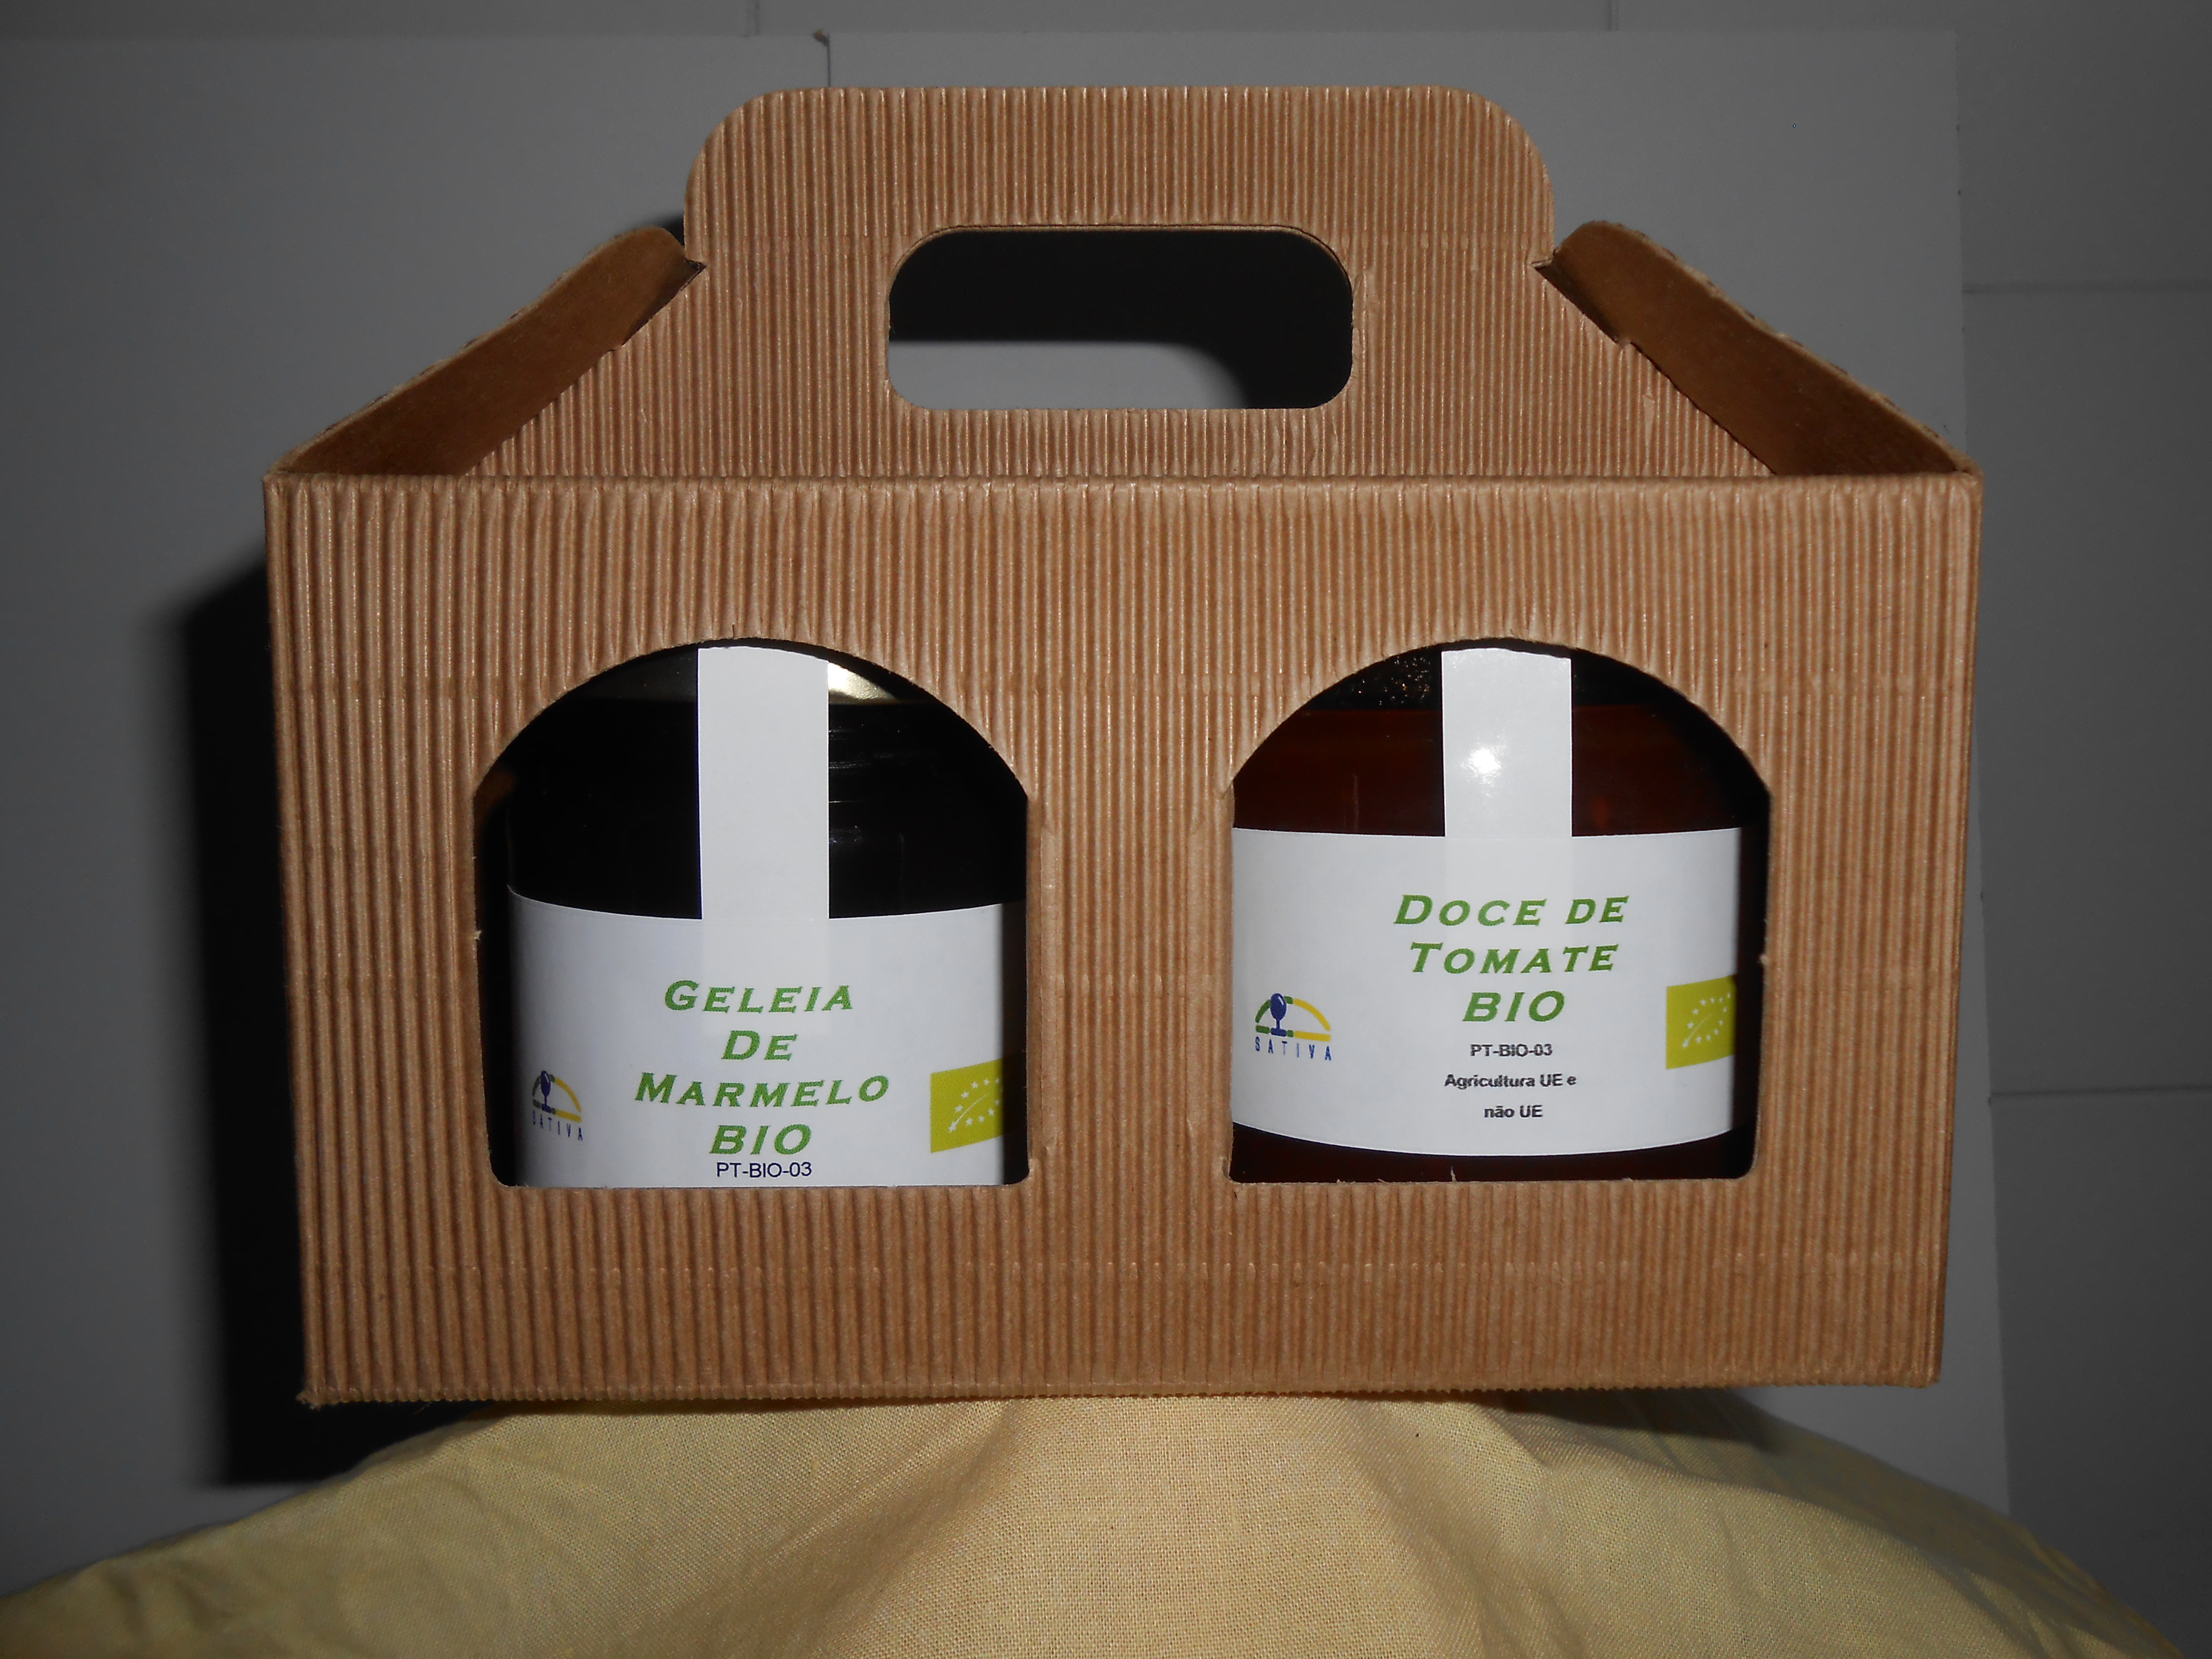 GELEIA
DE
MARMELO
BIO
PT-BIO-03
SATIVA
DOCE DE
TOMATE
BIO
PT-BIO-03
Agricultura UE e
não UE
SATIVA